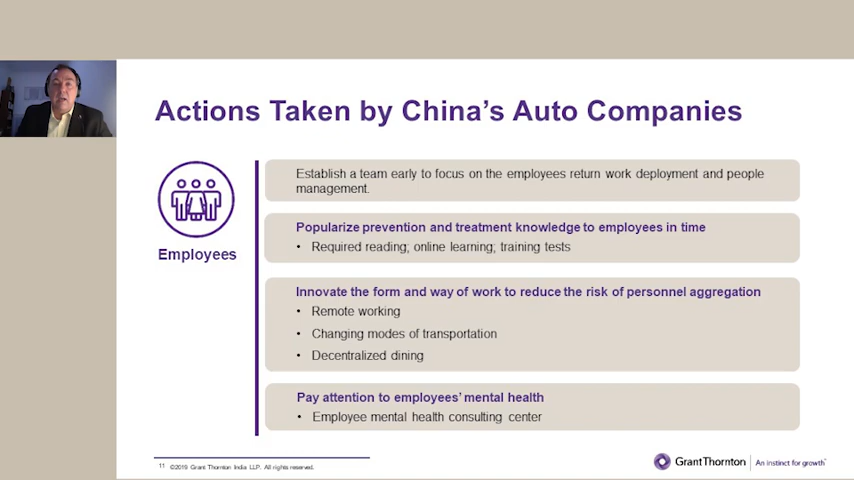 Actions Taken by China's Auto Companies
Employees
Establish a team early to focus on the employees return work deployment and people
management.
Popularize prevention and treatment knowledge to employees in time
• Required reading; online learning; training tests
Innovate the form and way of work to reduce the risk of personnel aggregation
• Remote working
• Changing modes of transportation
• Decentralized dining
Pay attention to employees' mental health
• Employee mental health consulting center
11 ©2019 Grant Thornton India LLP. All rights reserved.
GrantThornton | An instinct for growth™